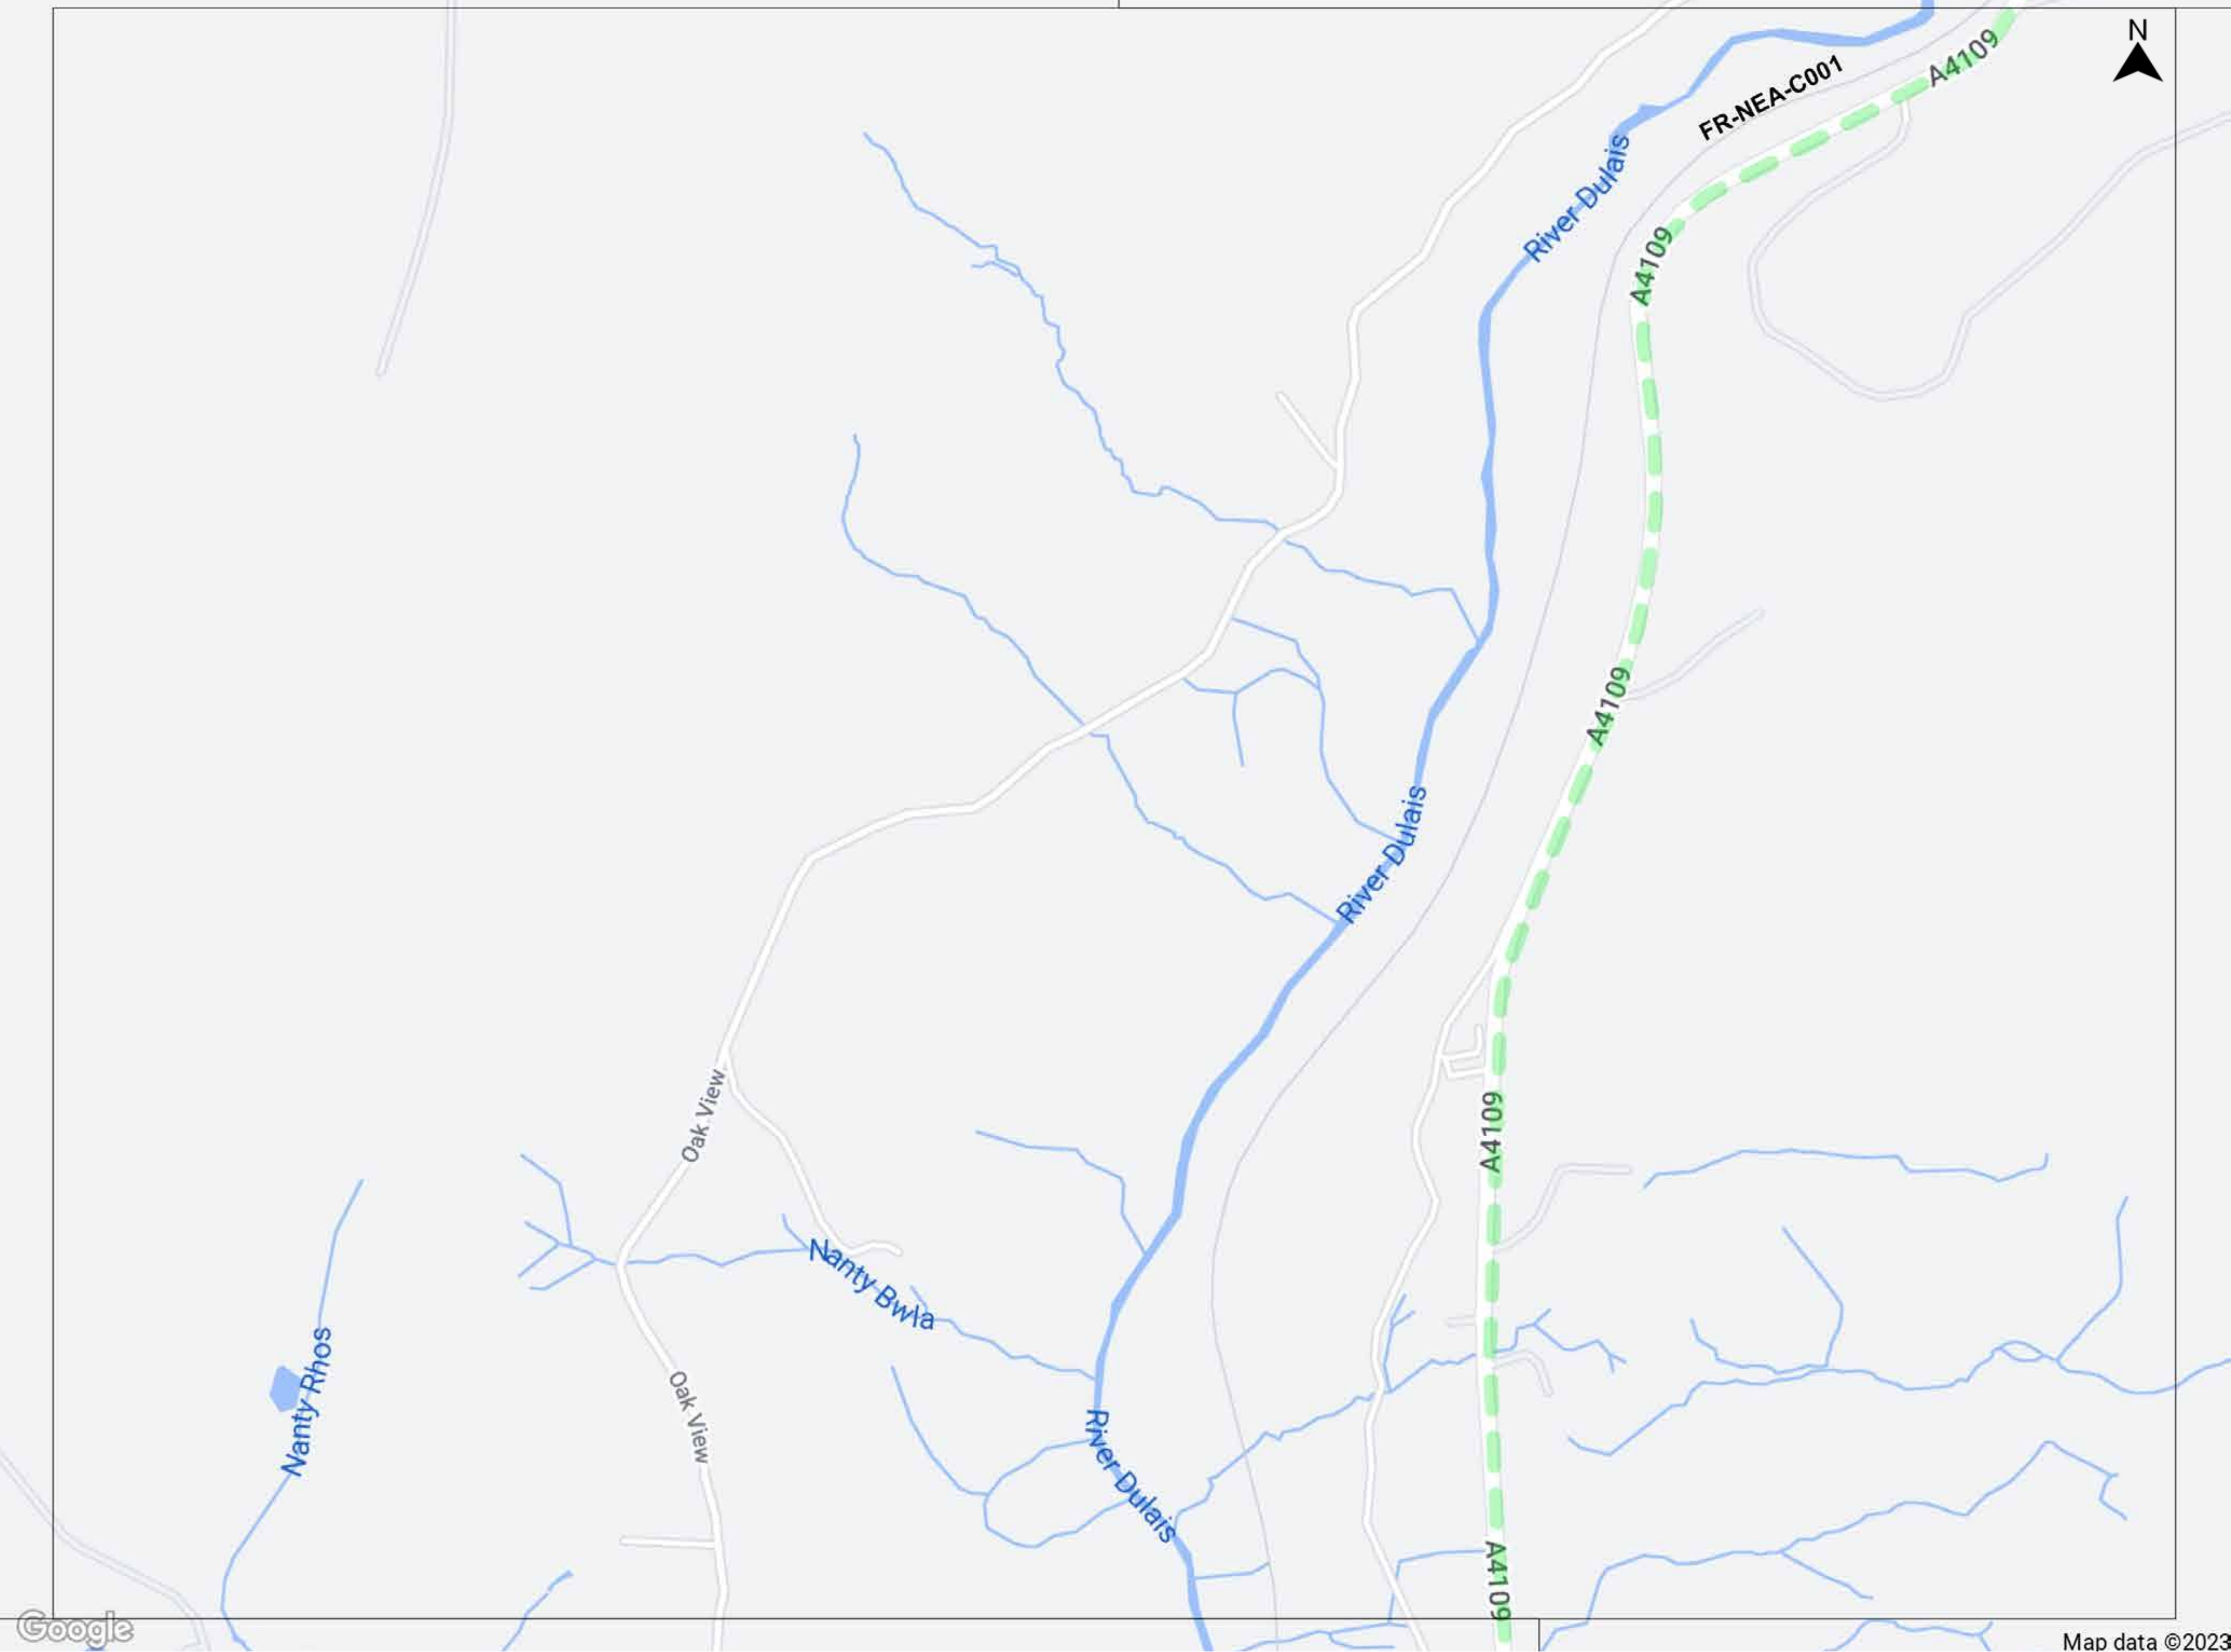 N
A4109
FR-NEA-C001
River Dulais
A4109
A4109
River Dulais
Oak View
A4109
Nanty Bwla
Nanty Rhos
Oak View
River Dulais
A4109
Google
Map data ©2023